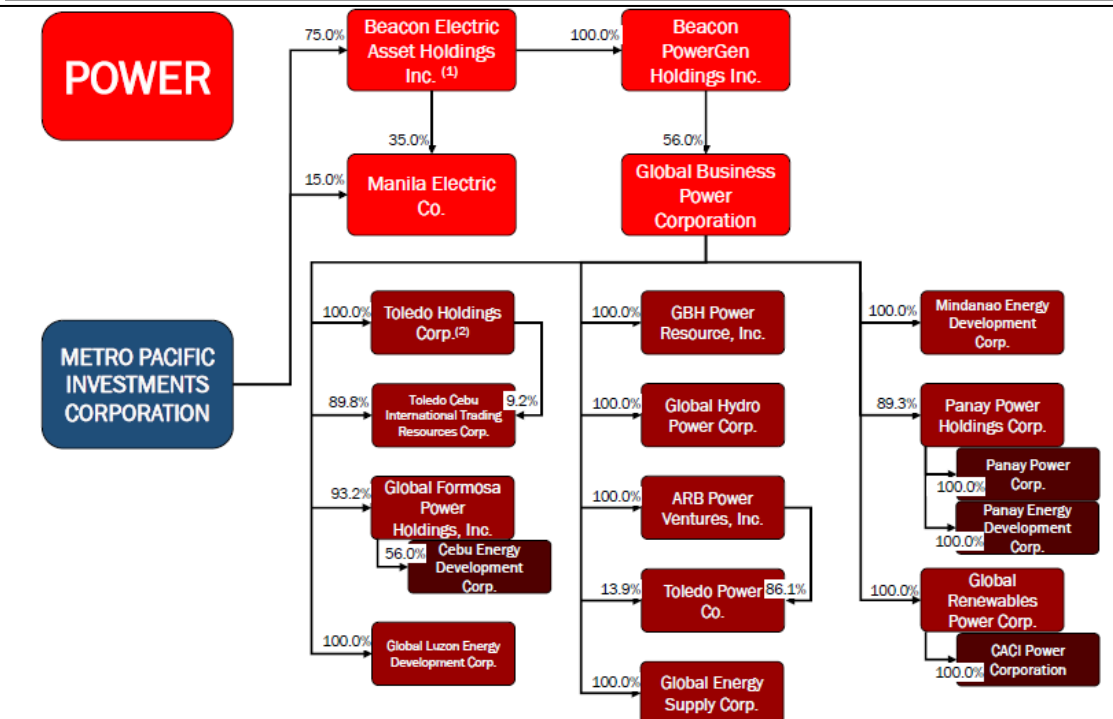 POWER
75.0%
Beacon Electric
Asset Holdings
Inc. (1)
100.0%
Beacon
PowerGen
Holdings Inc.
35.0%
56.0%
15.0%
Manila Electric
Co.
Global Business
Power
Corporation
METRO PACIFIC
INVESTMENTS
CORPORATION
100.0%
Toledo Holdings
Corp.(2)
89.8%
Toledo Cebu
International Trading
Resources Corp.
9.2%
93.2%
Global Formosa
Power
Holdings, Inc.
56.0%
Cebu Energy
Development
Corp.
100.0%
Global Luzon Energy
Development Corp.
100.0%
GBH Power
Resource, Inc.
100.0%
Global Hydro
Power Corp.
100.0%
ARB Power
Ventures, Inc.
13.9%
Toledo Power
Co.
86.1%
100.0%
Global Energy
Supply Corp.
100.0%
Mindanao Energy
Development
Corp.
89.3%
Panay Power
Holdings Corp.
Panay Power
Corp.
100.0%
Panay Energy
Development
Corp.
100.0%
100.0%
Global
Renewables
Power Corp.
CACI Power
Corporation
100.0%